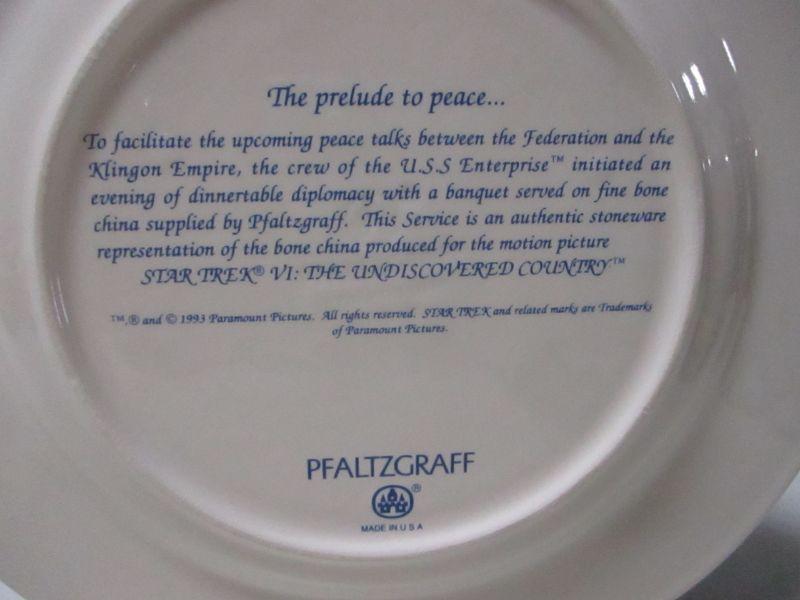 The prelude to peace...
To facilitate the upcoming peace talks between the Federation and the
Klingon Empire, the crew of the U.S.S Enterprise™ initiated an
evening of dinnertable diplomacy with a banquet served on fine bone
china supplied by Pfaltzgraff. This Service is an authentic stoneware
representation of the bone china produced for the motion picture
STAR TREK® VI: THE UNDISCOVERED COUNTRY™
™,® and © 1993 Paramount Pictures. All rights reserved. STAR TREK and related marks are Trademarks
of Paramount Pictures.
PFALTZGRAFF
®
MADE IN U S A